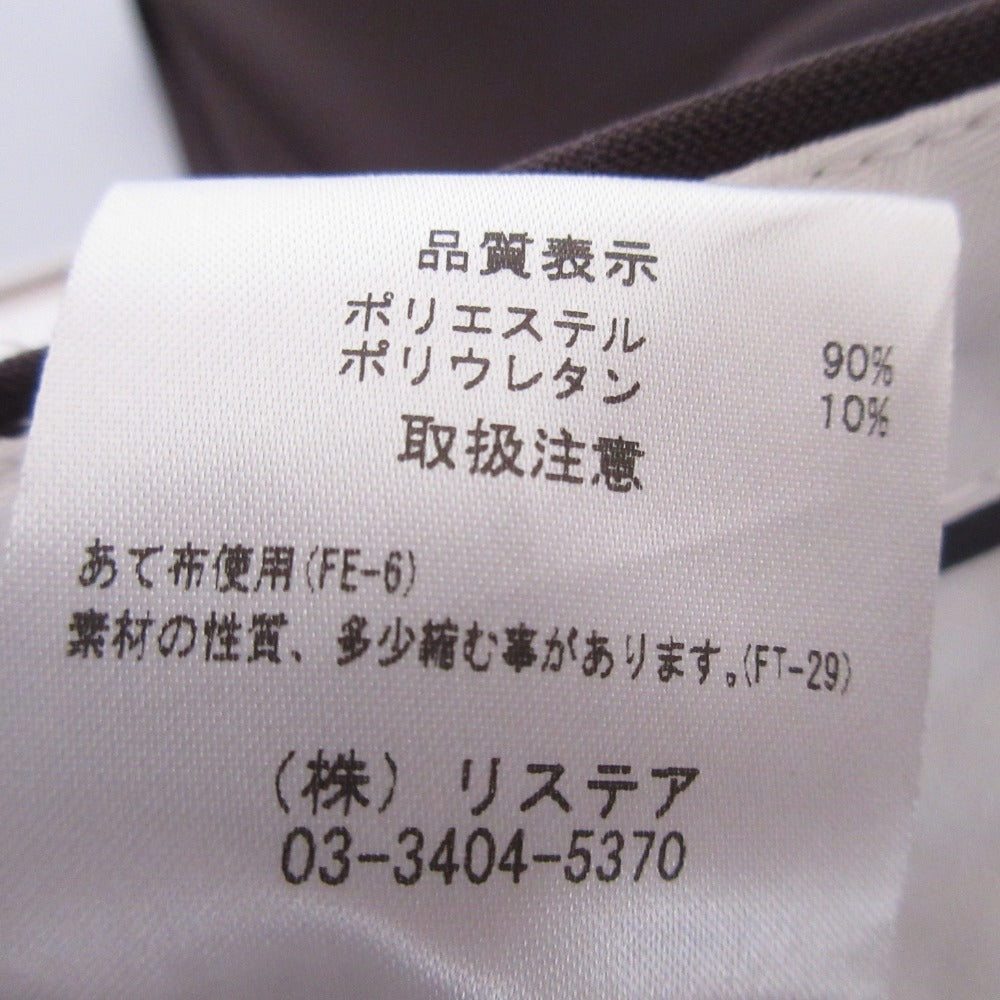 品質表示
ポリエステル 90%
ポリウレタン 10%
取扱注意
あて布使用(FE-6)
素材の性質、多少縮む事があります。(FT-29)
(株) リステア
03-3404-5370